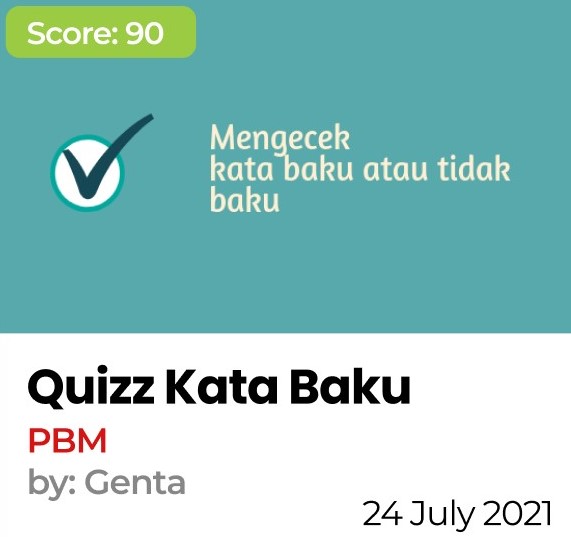 Score: 90
Mengecek
kata baku atau tidak
baku
Quizz Kata Baku
PBM
by: Genta
24 July 2021